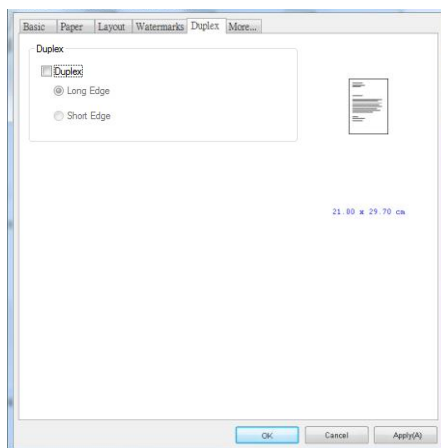 Basic Paper Layout Watermarks Duplex More...
Duplex
Duplex
Long Edge
Short Edge
21.00 x 29.70 cm
OK Cancel Apply(A)